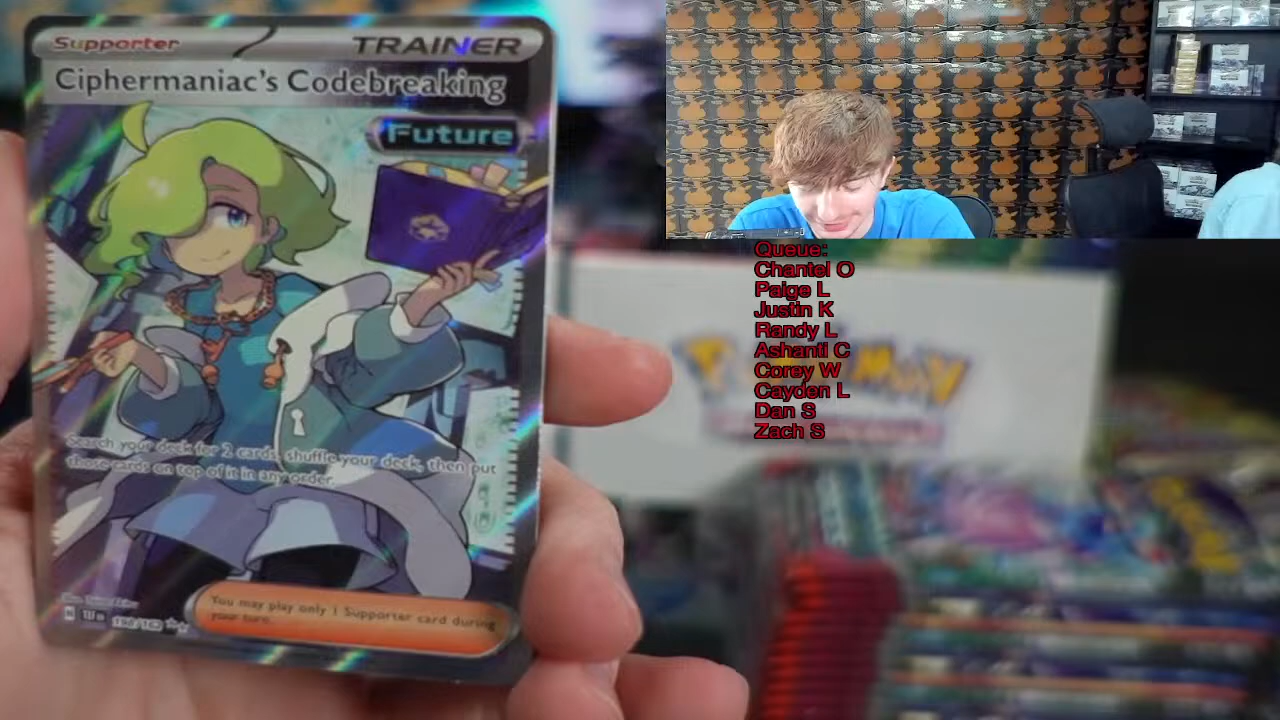 Supporter
TRAINER
Ciphermaniac's Codebreaking
Future
Search your deck for 2 cards, shuffle your deck, then put
those cards on top of it in any order.
You may play only 1 Supporter card during
your turn.
198/162
Queue:
Chantel O
Paige L
Justin K
Randy L
Ashanti C
Corey W
Cayden L
Dan S
Zach S